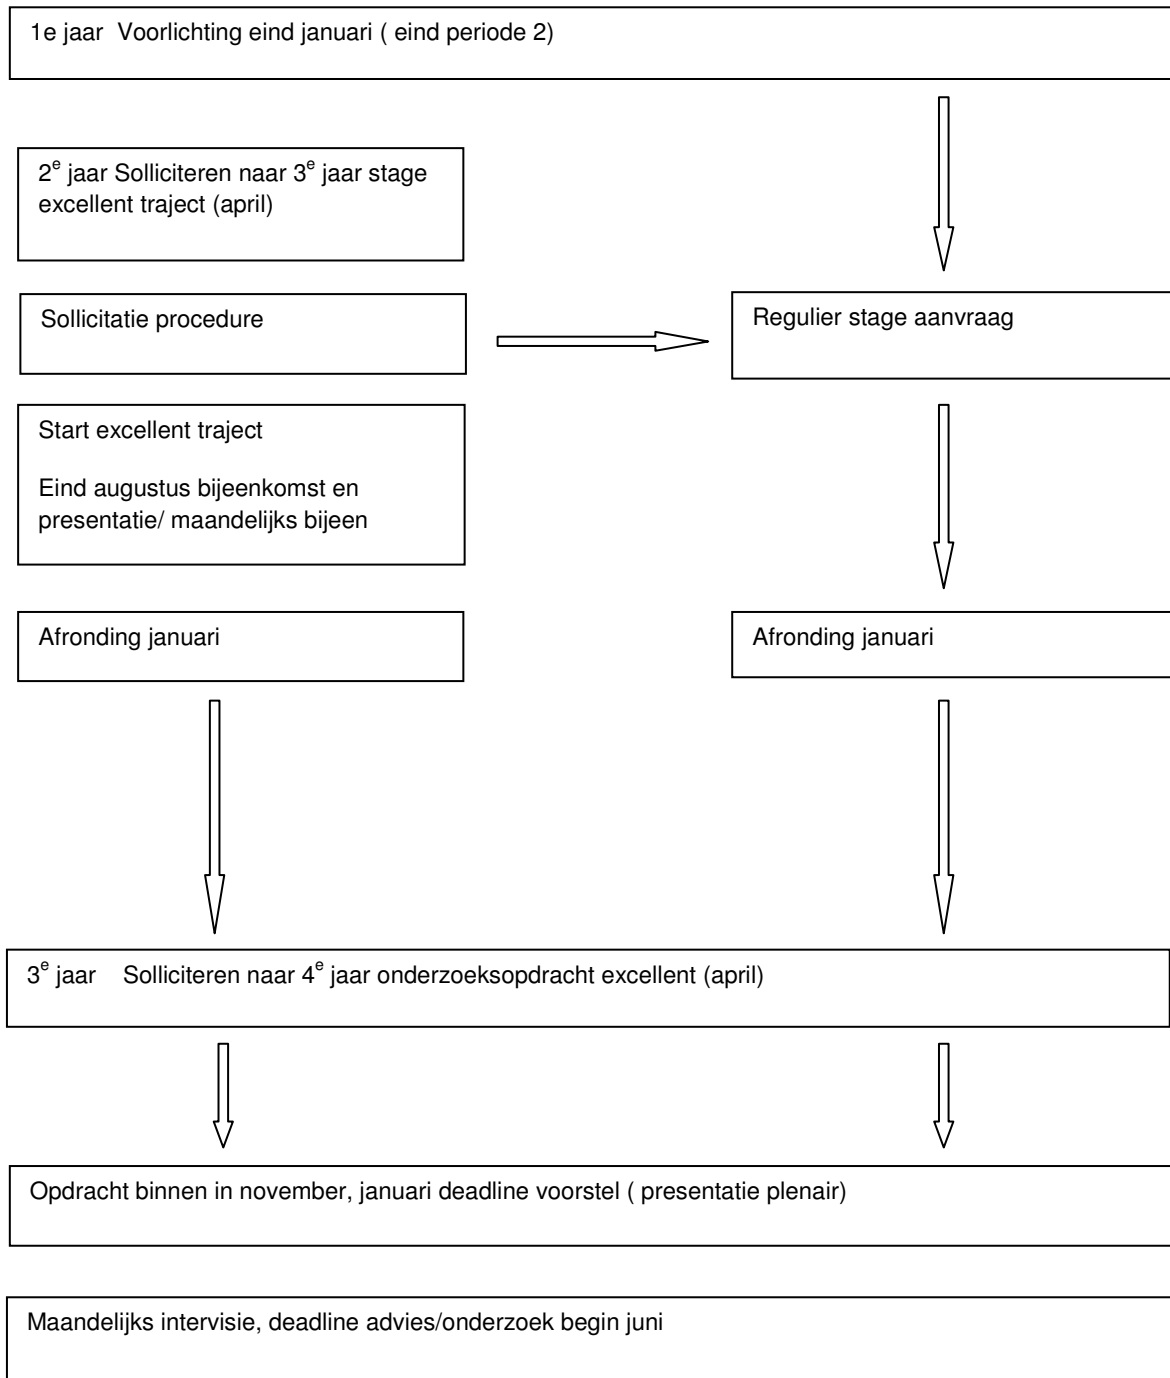 1e jaar  Voorlichting eind januari ( eind periode 2)
2e jaar Solliciteren naar 3e jaar stage
excellent traject (april)
Sollicitatie procedure
Regulier stage aanvraag
Start excellent traject
Eind augustus bijeenkomst en
presentatie/ maandelijks bijeen
Afronding januari
Afronding januari
3e jaar    Solliciteren naar 4e jaar onderzoeksopdracht excellent (april)
Opdracht binnen in november, januari deadline voorstel ( presentatie plenair)
Maandelijks intervisie, deadline advies/onderzoek begin juni